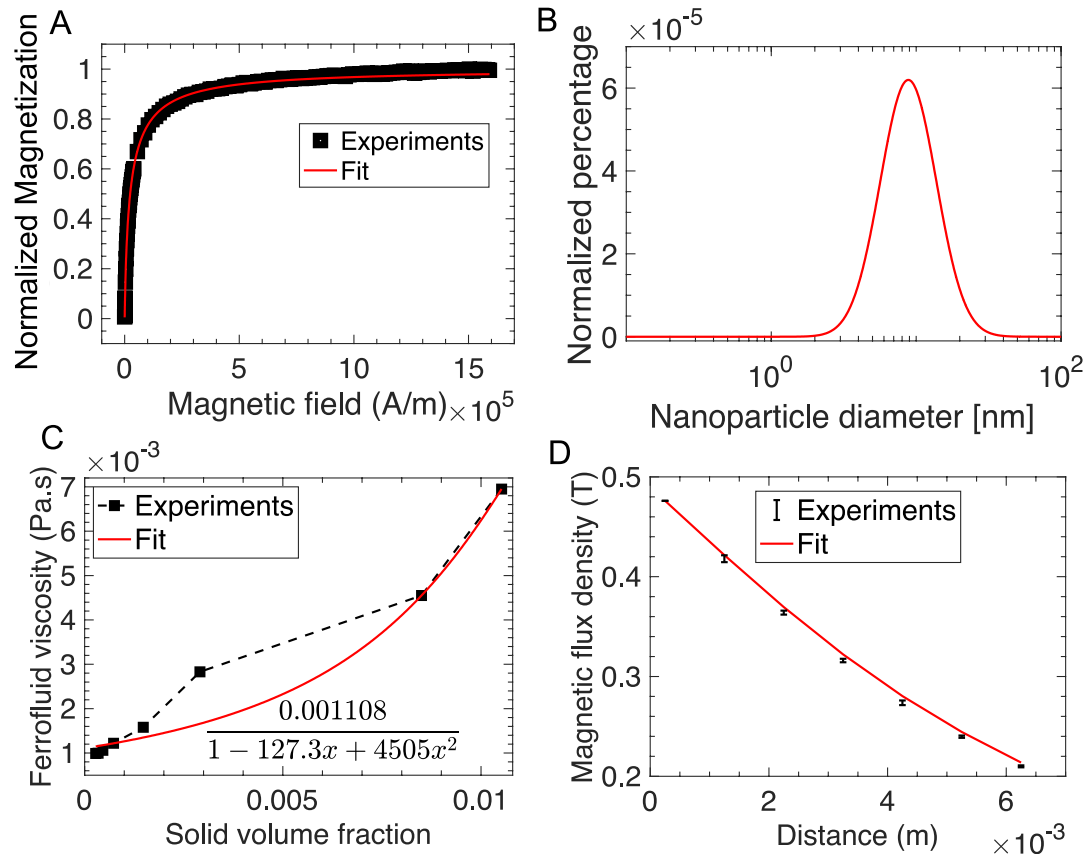 A
Normalized Magnetization
1
0.8
0.6
0.4
0.2
0
Experiments
Fit
0 5 10 15
Magnetic field (A/m) ×10^5
B
×10^-5
Normalized percentage
6
4
2
0
Experiments
Fit
10^0 10^2
Nanoparticle diameter [nm]
C
×10^-3
Ferrofluid viscosity (Pa.s)
7
6
5
4
3
2
1
Experiments
Fit
0.001108
1 − 127.3x + 4505x²
0 0.005 0.01
Solid volume fraction
D
Magnetic flux density (T)
0.5
0.4
0.3
0.2
Experiments
Fit
0 2 4 6
Distance (m) ×10^-3